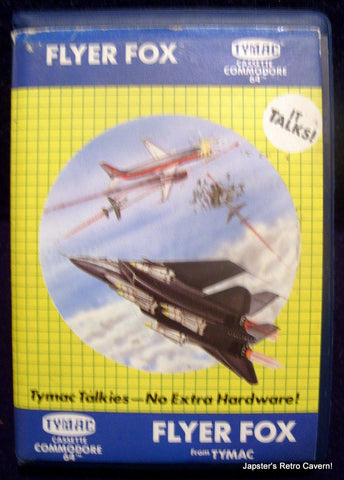 FLYER FOX
TYMAC
CASSETTE
COMMODORE
64
IT
TALKS!
Tymac Talkies—No Extra Hardware!
TYMAC
CASSETTE
COMMODORE
64
FLYER FOX
from TYMAC
Japster's Retro Cavern!